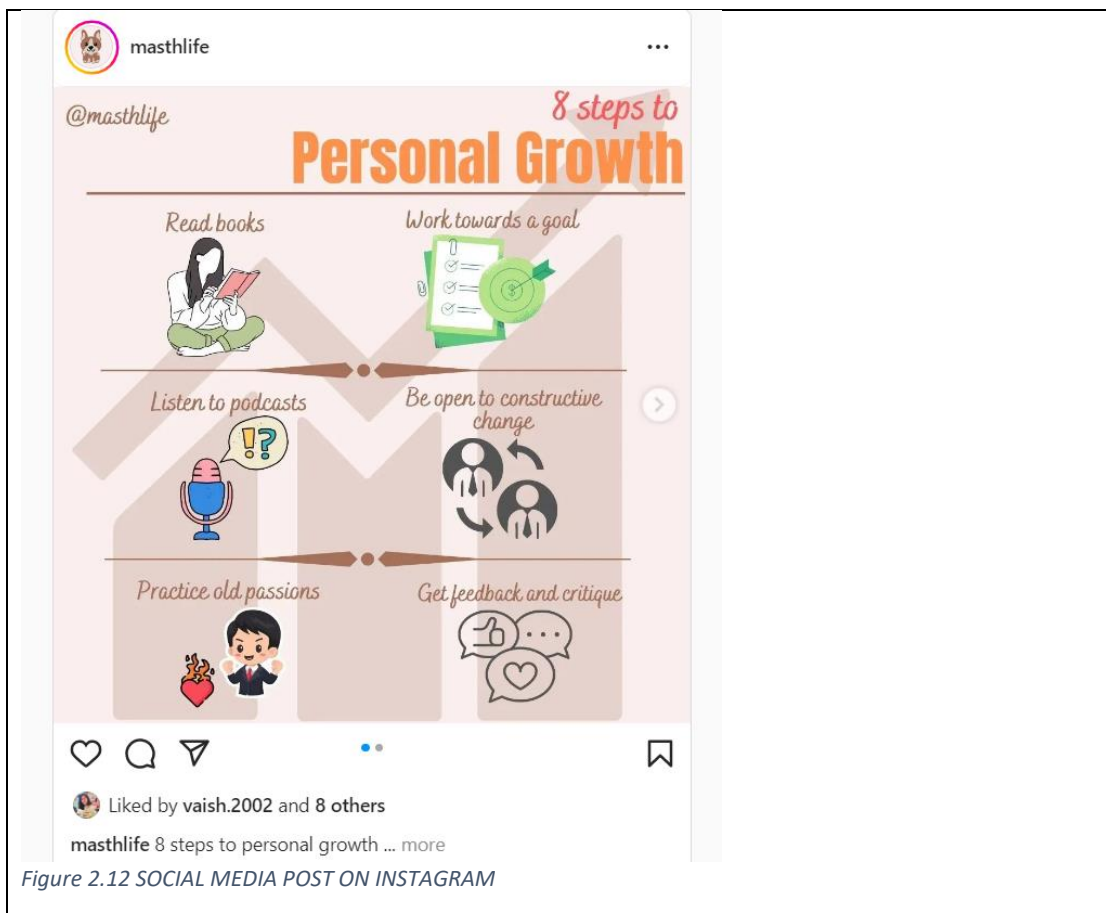 masthlife
@masthlife
8 steps to
Personal Growth
Read books
Work towards a goal
Listen to podcasts
Be open to constructive
change
!?
Practice old passions
Get feedback and critique
$
Liked by vaish.2002 and 8 others
masthlife 8 steps to personal growth ... more
Figure 2.12 SOCIAL MEDIA POST ON INSTAGRAM